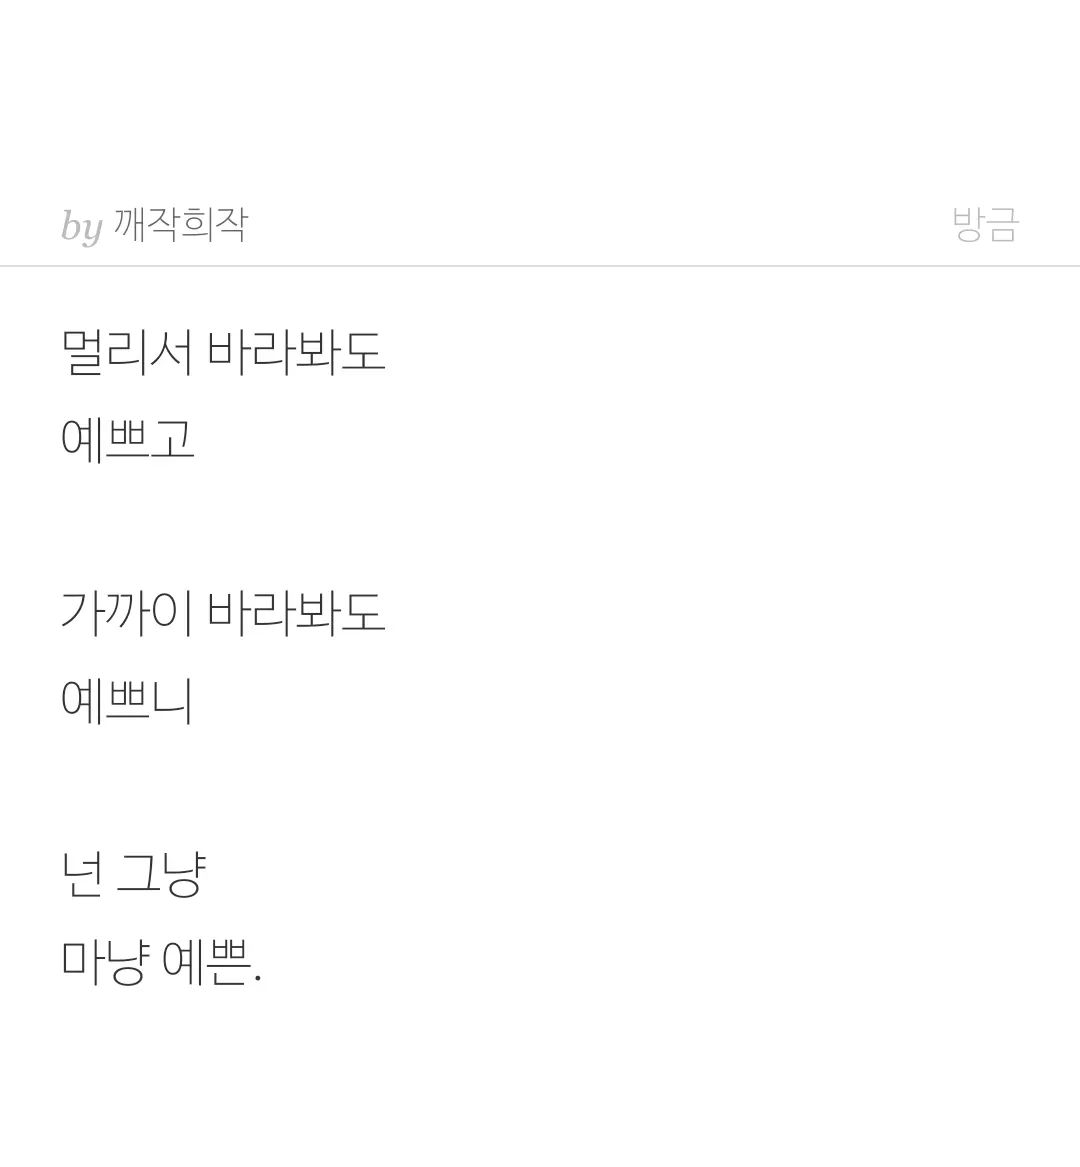 by 깨작희작 방금
멀리서 바라봐도
예쁘고
가까이 바라봐도
예쁘니
넌 그냥
마냥 예쁜.